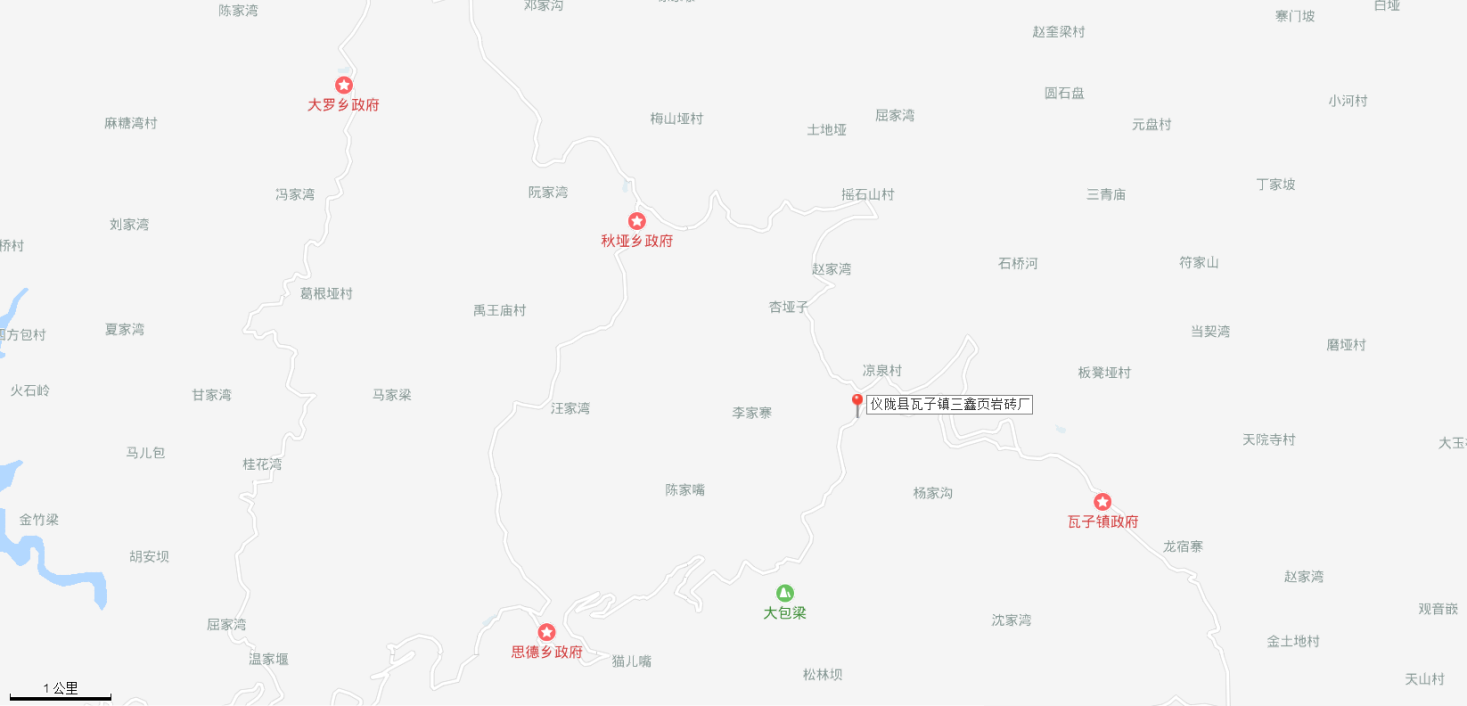 陈家湾
邓家沟
白垭
寨门坡
赵奎梁村
大罗乡政府
圆石盘
小河村
麻糖湾村
梅山垭村
土地垭
屈家湾
元盘村
冯家湾
阮家湾
摇石山村
三青庙
丁家坡
刘家湾
秋垭乡政府
桥村
赵家湾
石桥河
符家山
葛根垭村
禹王庙村
杏垭子
夏家湾
方包村
当契湾
磨垭村
凉泉村
板凳垭村
火石岭
甘家湾
马家梁
汪家湾
李家寨
仪陇县瓦子镇三鑫页岩砖厂
马儿包
桂花湾
天院寺村
大玉
陈家嘴
杨家沟
金竹梁
瓦子镇政府
胡安坝
龙宿寨
赵家湾
大包梁
观音嵌
屈家湾
沈家湾
思德乡政府
猫儿嘴
金土地村
温家堰
松林坝
天山村
1 公里